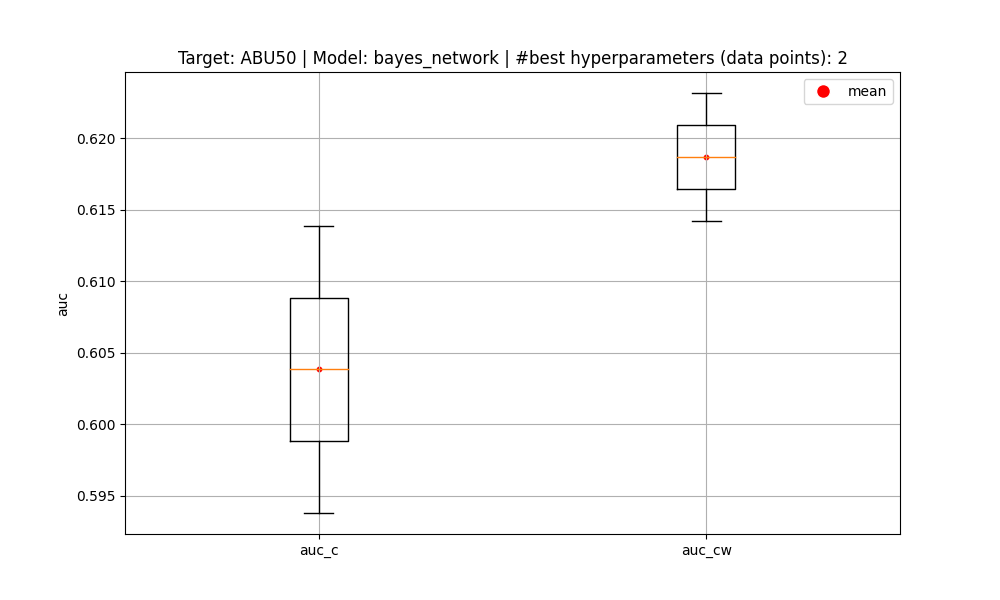 Target: ABU50 | Model: bayes_network | #best hyperparameters (data points): 2
mean
0.620
0.615
0.610
0.605
0.600
0.595
auc
auc_c
auc_cw